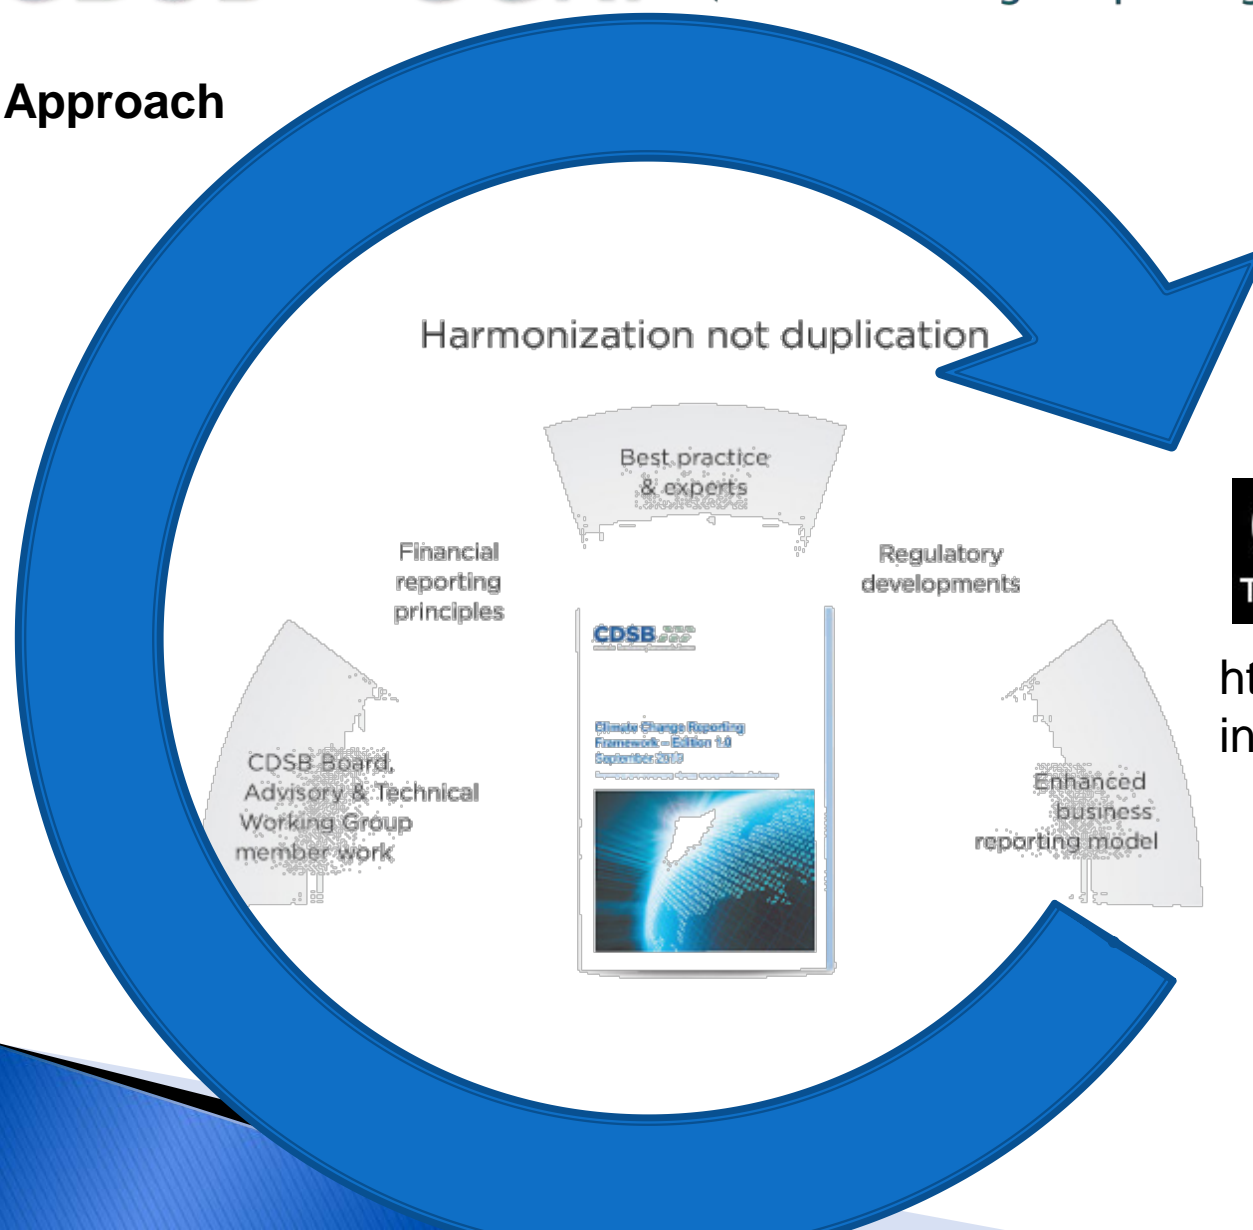 Approach
Harmonization not duplication
Best practice
& experts
Financial
reporting
principles
Regulatory
developments
CDSB
Climate Change Reporting
Framework – Edition 1.0
CDSB Board,
Advisory & Technical
Working Group
member work
Enhanced
business
reporting model